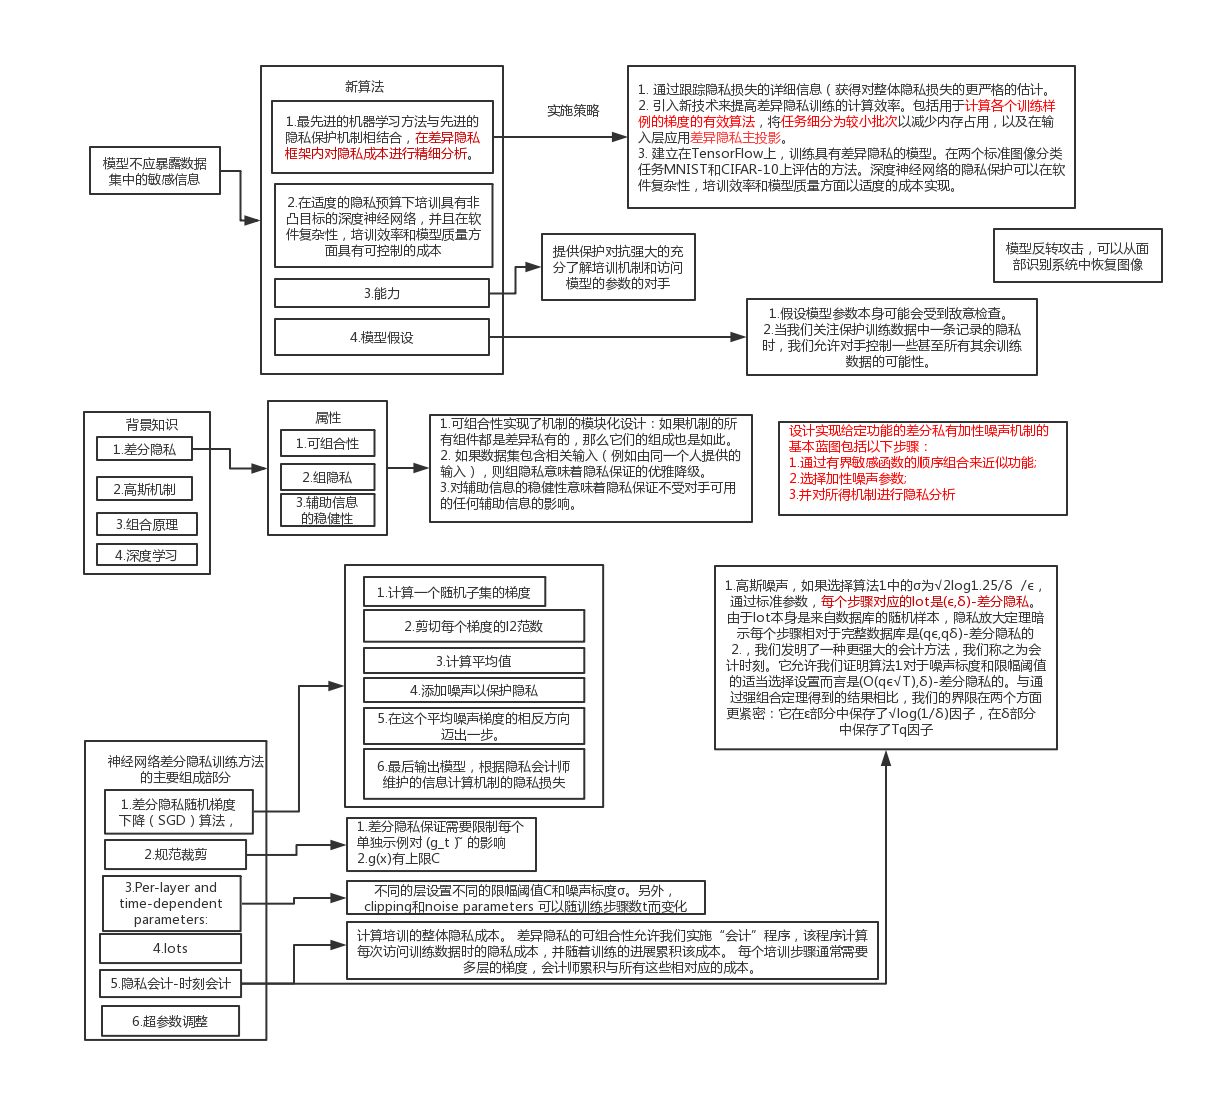 新算法
1.最先进的机器学习方法与先进的
隐私保护机制相结合，在差异隐私
框架内对隐私成本进行精细分析。
实施策略
1. 通过跟踪隐私损失的详细信息（获得对整体隐私损失的更严格的估计。
2. 引入新技术来提高差异隐私训练的计算效率。包括用于计算各个训练样
例的梯度的有效算法，将任务细分为较小批次以减少内存占用，以及在输
入层应用差异隐私主投影。
3. 建立在TensorFlow上，训练具有差异隐私的模型。在两个标准图像分类
任务MNIST和CIFAR-10上评估的方法。深度神经网络的隐私保护可以在软
件复杂性，培训效率和模型质量方面以适度的成本实现。
模型不应暴露数据
集中的敏感信息
2.在适度的隐私预算下培训具有非
凸目标的深度神经网络，并且在软
件复杂性，培训效率和模型质量方
面具有可控制的成本
3.能力
提供保护对抗强大的充
分了解培训机制和访问
模型的参数的对手
模型反转攻击，可以从面
部识别系统中恢复图像
4.模型假设
1.假设模型参数本身可能会受到敌意检查。
2.当我们关注保护训练数据中一条记录的隐私
时，我们允许对手控制一些甚至所有其余训练
数据的可能性。
背景知识
1.差分隐私
2.高斯机制
3.组合原理
4.深度学习
属性
1.可组合性
2.组隐私
3.辅助信息
的稳健性
1.可组合性实现了机制的模块化设计：如果机制的所
有组件都是差异私有的，那么它们的组成也是如此。
2. 如果数据集包含相关输入（例如由同一个人提供的
输入），则组隐私意味着隐私保证的优雅降级。
3.对辅助信息的稳健性意味着隐私保证不受对手可用
的任何辅助信息的影响。
设计实现给定功能的差分私有加性噪声机制的
基本蓝图包括以下步骤：
1.通过有界敏感函数的顺序组合来近似功能;
2.选择加性噪声参数;
3.并对所得机制进行隐私分析
1.计算一个随机子集的梯度
2.剪切每个梯度的l2范数
3.计算平均值
4.添加噪声以保护隐私
5.在这个平均噪声梯度的相反方向
迈出一步。
6.最后输出模型，根据隐私会计师
维护的信息计算机制的隐私损失
1.高斯噪声，如果选择算法1中的σ为√2log1.25/δ /ϵ，
通过标准参数，每个步骤对应的lot是(ϵ,δ)-差分隐私。
由于lot本身是来自数据库的随机样本，隐私放大定理暗
示每个步骤相对于完整数据库是(qϵ,qδ)-差分隐私的
2.，我们发明了一种更强大的会计方法，我们称之为会
计时刻。它允许我们证明算法1对于噪声标度和限幅阈值
的适当选择设置而言是(O(qϵ√T),δ)-差分隐私的。与通
过强组合定理得到的结果相比，我们的界限在两个方面
更紧密：它在ε部分中保存了√log(1/δ)因子，在δ部分
中保存了Tq因子
神经网络差分隐私训练方法
的主要组成部分
1.差分隐私随机梯度
下降（SGD）算法，
2.规范裁剪
3.Per-layer and
time-dependent
parameters:
4.lots
5.隐私会计-时刻会计
6.超参数调整
1.差分隐私保证需要限制每个
单独示例对 (g_t )̃ 的影响
2.g(x)有上限C
不同的层设置不同的限幅阈值C和噪声标度σ。另外，
clipping和noise parameters 可以随训练步骤数t而变化
计算培训的整体隐私成本。 差异隐私的可组合性允许我们实施“会计”程序，该程序计算
每次访问训练数据时的隐私成本，并随着训练的进展累积该成本。 每个培训步骤通常需要
多层的梯度，会计师累积与所有这些相对应的成本。